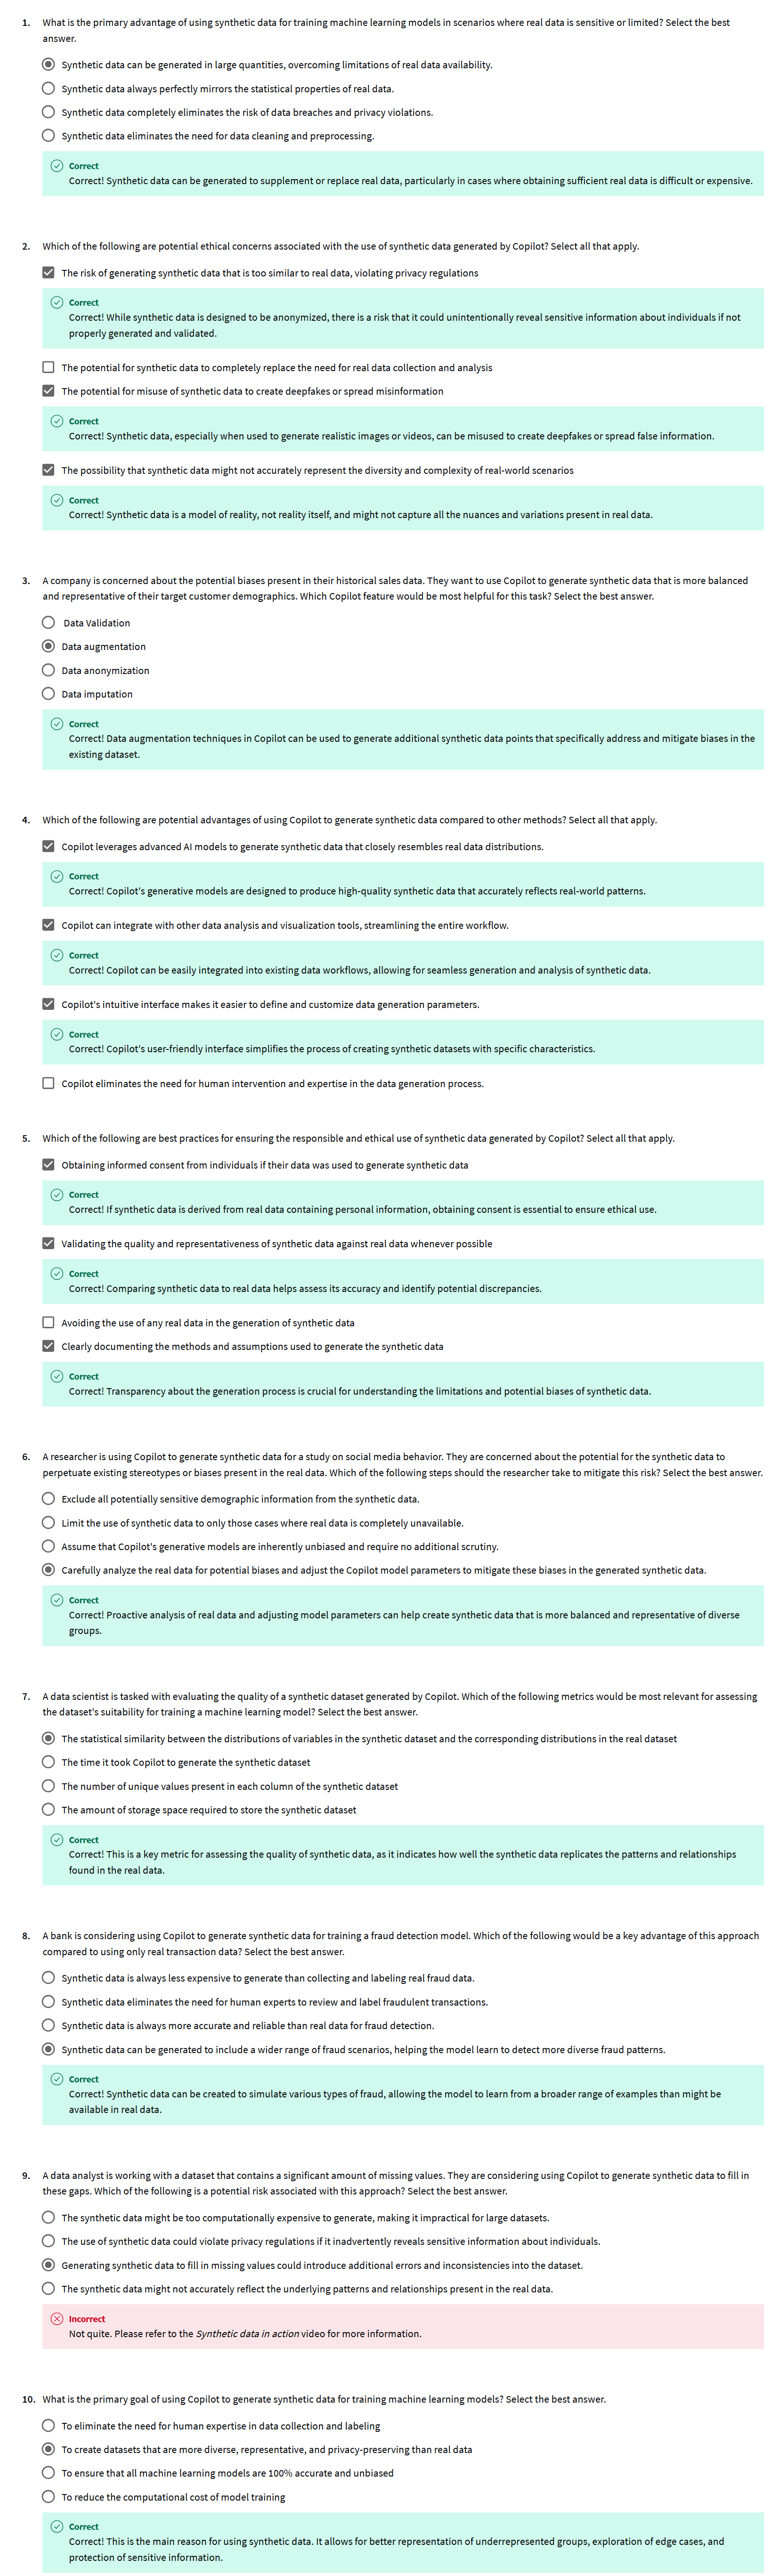 1. What is the primary advantage of using synthetic data for training machine learning models in scenarios where real data is sensitive or limited? Select the best
answer.
Synthetic data can be generated in large quantities, overcoming limitations of real data availability.
Synthetic data always perfectly mirrors the statistical properties of real data.
Synthetic data completely eliminates the risk of data breaches and privacy violations.
Synthetic data eliminates the need for data cleaning and preprocessing.
Correct
Correct! Synthetic data can be generated to supplement or replace real data, particularly in cases where obtaining sufficient real data is difficult or expensive.
2. Which of the following are potential ethical concerns associated with the use of synthetic data generated by Copilot? Select all that apply.
The risk of generating synthetic data that is too similar to real data, violating privacy regulations
Correct
Correct! While synthetic data is designed to be anonymized, there is a risk that it could unintentionally reveal sensitive information about individuals if not
properly generated and validated.
The potential for synthetic data to completely replace the need for real data collection and analysis
The potential for misuse of synthetic data to create deepfakes or spread misinformation
Correct
Correct! Synthetic data, especially when used to generate realistic images or videos, can be misused to create deepfakes or spread false information.
The possibility that synthetic data might not accurately represent the diversity and complexity of real-world scenarios
Correct
Correct! Synthetic data is a model of reality, not reality itself, and might not capture all the nuances and variations present in real data.
3. A company is concerned about the potential biases present in their historical sales data. They want to use Copilot to generate synthetic data that is more balanced
and representative of their target customer demographics. Which Copilot feature would be most helpful for this task? Select the best answer.
Data Validation
Data augmentation
Data anonymization
Data imputation
Correct
Correct! Data augmentation techniques in Copilot can be used to generate additional synthetic data points that specifically address and mitigate biases in the
existing dataset.
4. Which of the following are potential advantages of using Copilot to generate synthetic data compared to other methods? Select all that apply.
Copilot leverages advanced AI models to generate synthetic data that closely resembles real data distributions.
Correct
Correct! Copilot's generative models are designed to produce high-quality synthetic data that accurately reflects real-world patterns.
Copilot can integrate with other data analysis and visualization tools, streamlining the entire workflow.
Correct
Correct! Copilot can be easily integrated into existing data workflows, allowing for seamless generation and analysis of synthetic data.
Copilot's intuitive interface makes it easier to define and customize data generation parameters.
Correct
Correct! Copilot's user-friendly interface simplifies the process of creating synthetic datasets with specific characteristics.
Copilot eliminates the need for human intervention and expertise in the data generation process.
5. Which of the following are best practices for ensuring the responsible and ethical use of synthetic data generated by Copilot? Select all that apply.
Obtaining informed consent from individuals if their data was used to generate synthetic data
Correct
Correct! If synthetic data is derived from real data containing personal information, obtaining consent is essential to ensure ethical use.
Validating the quality and representativeness of synthetic data against real data whenever possible
Correct
Correct! Comparing synthetic data to real data helps assess its accuracy and identify potential discrepancies.
Avoiding the use of any real data in the generation of synthetic data
Clearly documenting the methods and assumptions used to generate the synthetic data
Correct
Correct! Transparency about the generation process is crucial for understanding the limitations and potential biases of synthetic data.
6. A researcher is using Copilot to generate synthetic data for a study on social media behavior. They are concerned about the potential for the synthetic data to
perpetuate existing stereotypes or biases present in the real data. Which of the following steps should the researcher take to mitigate this risk? Select the best answer.
Exclude all potentially sensitive demographic information from the synthetic data.
Limit the use of synthetic data to only those cases where real data is completely unavailable.
Assume that Copilot's generative models are inherently unbiased and require no additional scrutiny.
Carefully analyze the real data for potential biases and adjust the Copilot model parameters to mitigate these biases in the generated synthetic data.
Correct
Correct! Proactive analysis of real data and adjusting model parameters can help create synthetic data that is more balanced and representative of diverse
groups.
7. A data scientist is tasked with evaluating the quality of a synthetic dataset generated by Copilot. Which of the following metrics would be most relevant for assessing
the dataset's suitability for training a machine learning model? Select the best answer.
The statistical similarity between the distributions of variables in the synthetic dataset and the corresponding distributions in the real dataset
The time it took Copilot to generate the synthetic dataset
The number of unique values present in each column of the synthetic dataset
The amount of storage space required to store the synthetic dataset
Correct
Correct! This is a key metric for assessing the quality of synthetic data, as it indicates how well the synthetic data replicates the patterns and relationships
found in the real data.
8. A bank is considering using Copilot to generate synthetic data for training a fraud detection model. Which of the following would be a key advantage of this approach
compared to using only real transaction data? Select the best answer.
Synthetic data is always less expensive to generate than collecting and labeling real fraud data.
Synthetic data eliminates the need for human experts to review and label fraudulent transactions.
Synthetic data is always more accurate and reliable than real data for fraud detection.
Synthetic data can be generated to include a wider range of fraud scenarios, helping the model learn to detect more diverse fraud patterns.
Correct
Correct! Synthetic data can be created to simulate various types of fraud, allowing the model to learn from a broader range of examples than might be
available in real data.
9. A data analyst is working with a dataset that contains a significant amount of missing values. They are considering using Copilot to generate synthetic data to fill in
these gaps. Which of the following is a potential risk associated with this approach? Select the best answer.
The synthetic data might be too computationally expensive to generate, making it impractical for large datasets.
The use of synthetic data could violate privacy regulations if it inadvertently reveals sensitive information about individuals.
Generating synthetic data to fill in missing values could introduce additional errors and inconsistencies into the dataset.
The synthetic data might not accurately reflect the underlying patterns and relationships present in the real data.
Incorrect
Not quite. Please refer to the Synthetic data in action video for more information.
10. What is the primary goal of using Copilot to generate synthetic data for training machine learning models? Select the best answer.
To eliminate the need for human expertise in data collection and labeling
To create datasets that are more diverse, representative, and privacy-preserving than real data
To ensure that all machine learning models are 100% accurate and unbiased
To reduce the computational cost of model training
Correct
Correct! This is the main reason for using synthetic data. It allows for better representation of underrepresented groups, exploration of edge cases, and
protection of sensitive information.